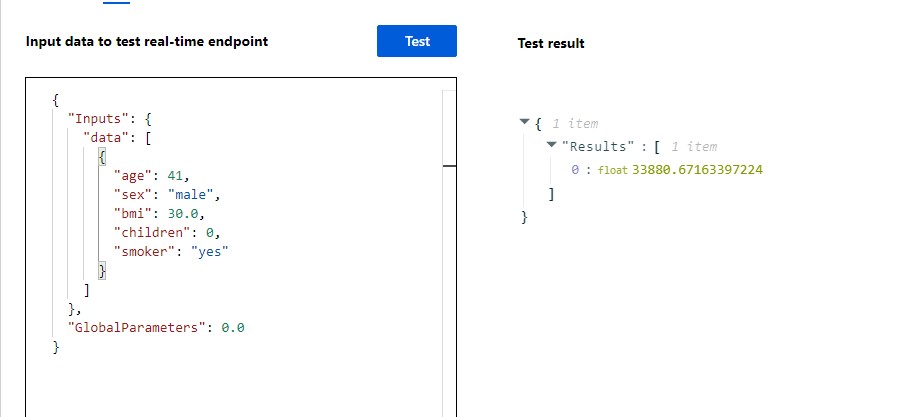 Input data to test real-time endpoint
Test
{
"Inputs": {
"data": [
{
"age": 41,
"sex": "male",
"bmi": 30.0,
"children": 0,
"smoker": "yes"
}
]
},
"GlobalParameters": 0.0
}
Test result
{ 1 item
"Results" : [ 1 item
0 : float 33880.67163397224
]
}